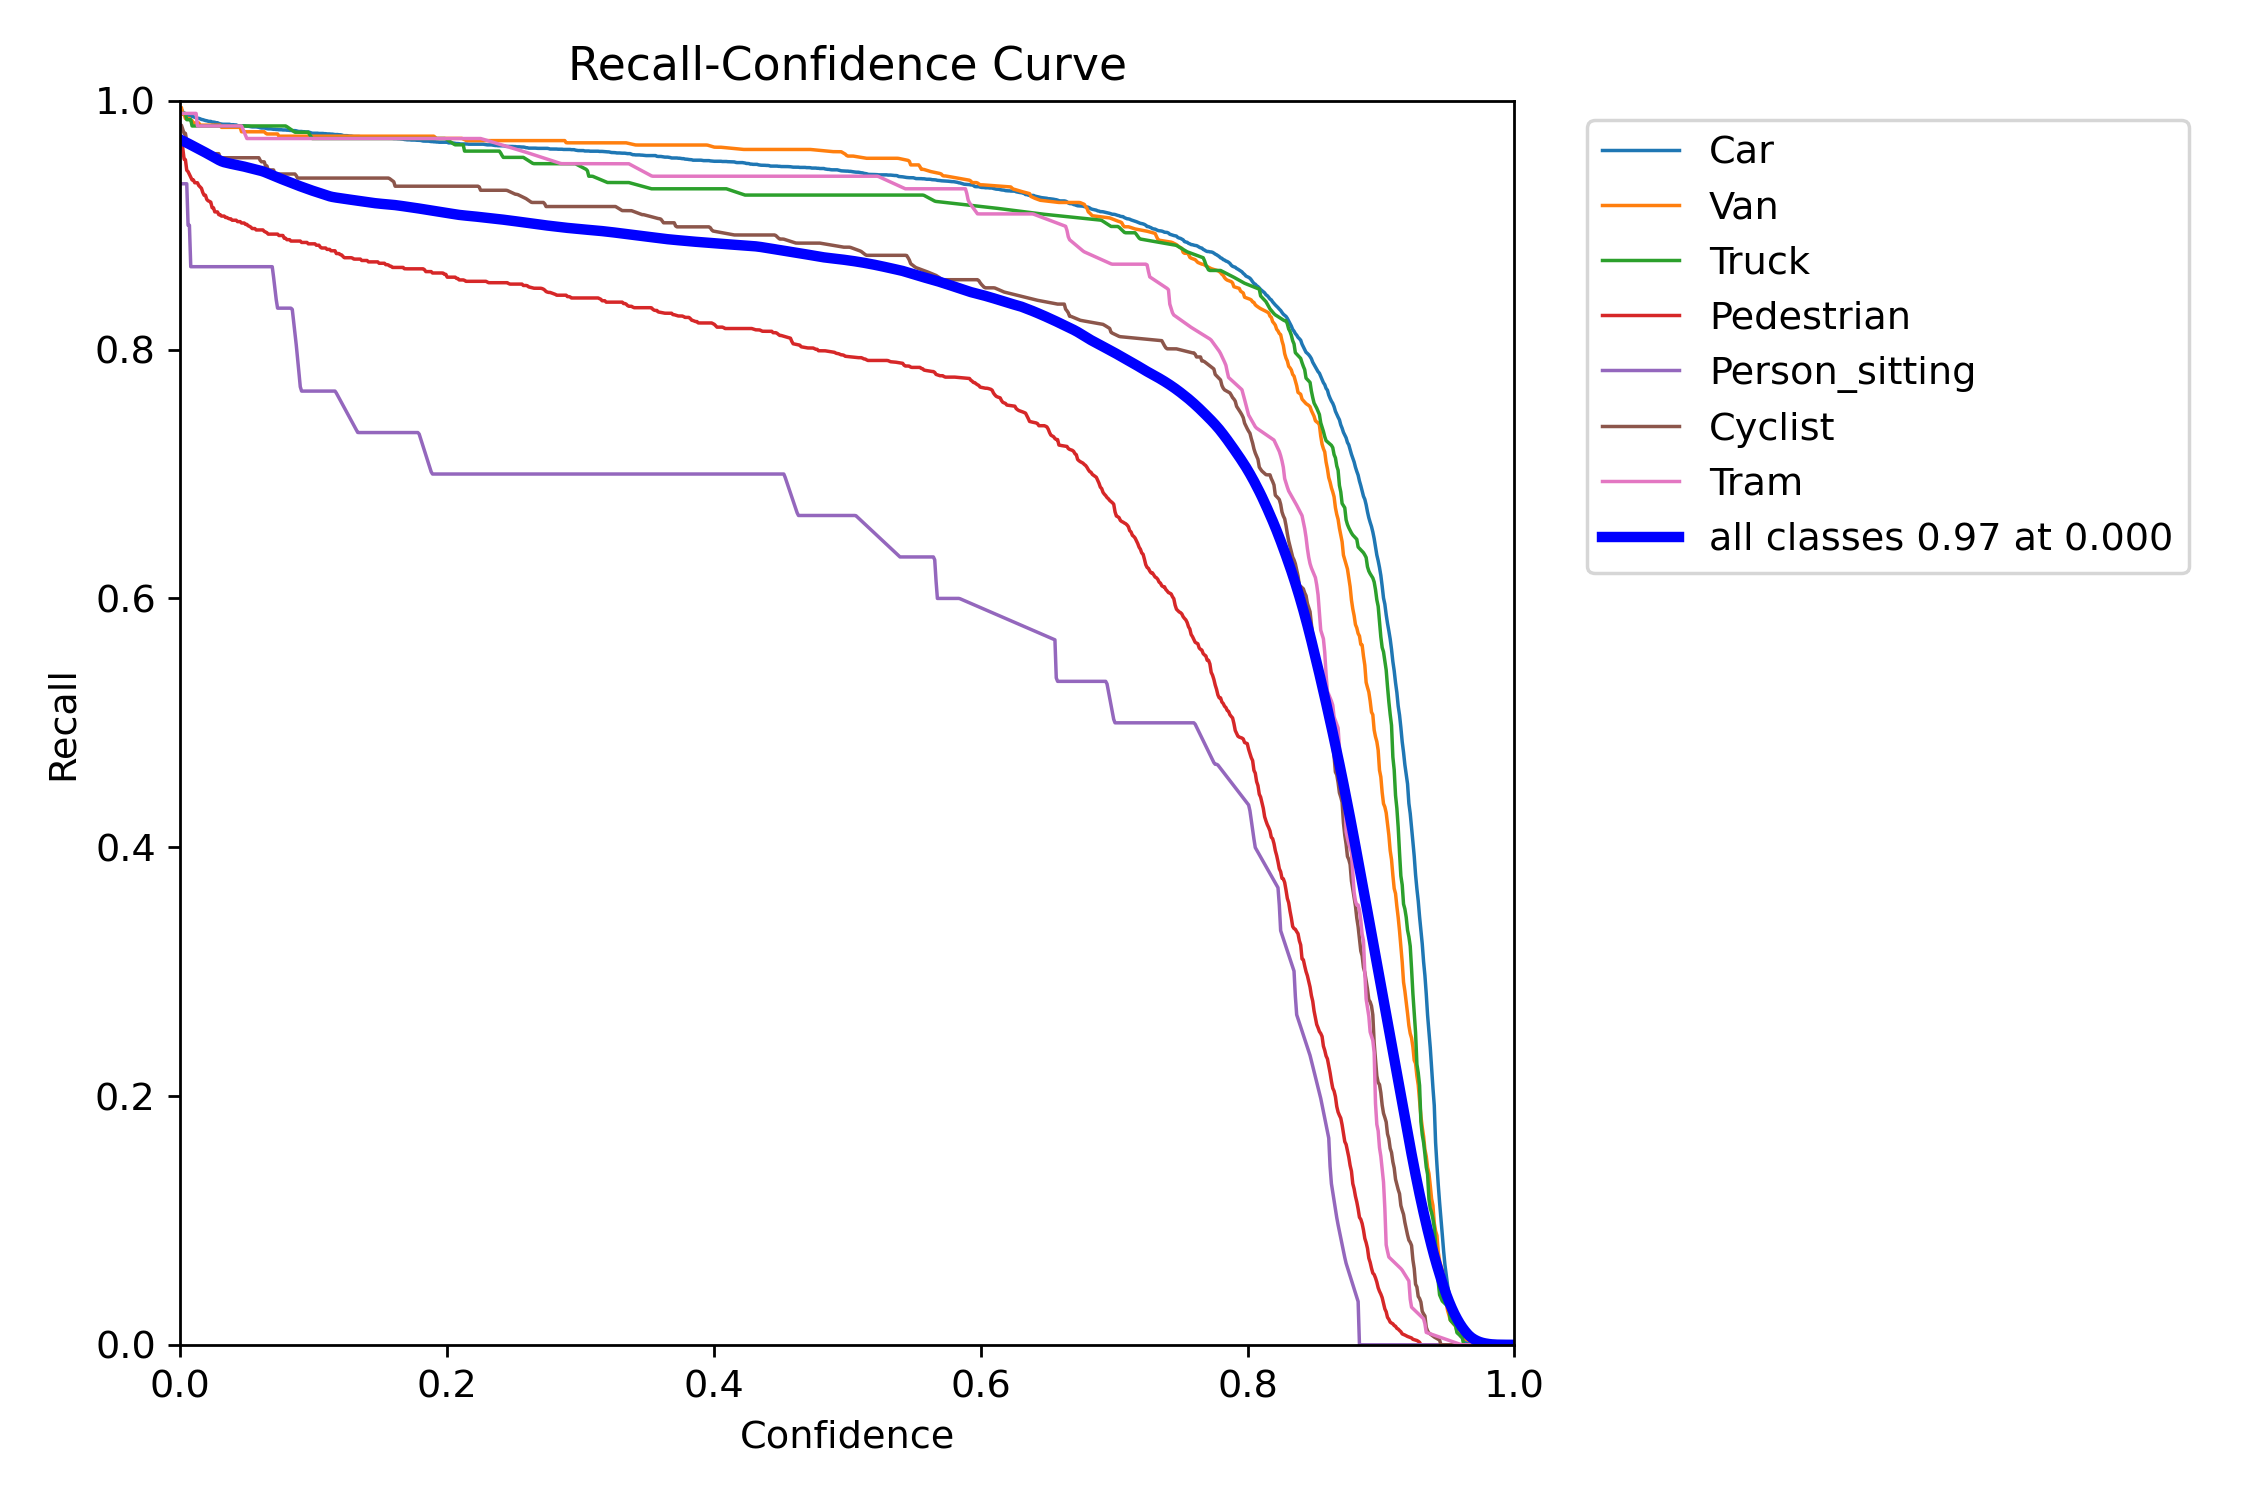 Recall-Confidence Curve
1.0
0.8
0.6
0.4
0.2
0.0
Recall
0.0 0.2 0.4 0.6 0.8 1.0
Confidence
Car
Van
Truck
Pedestrian
Person_sitting
Cyclist
Tram
all classes 0.97 at 0.000